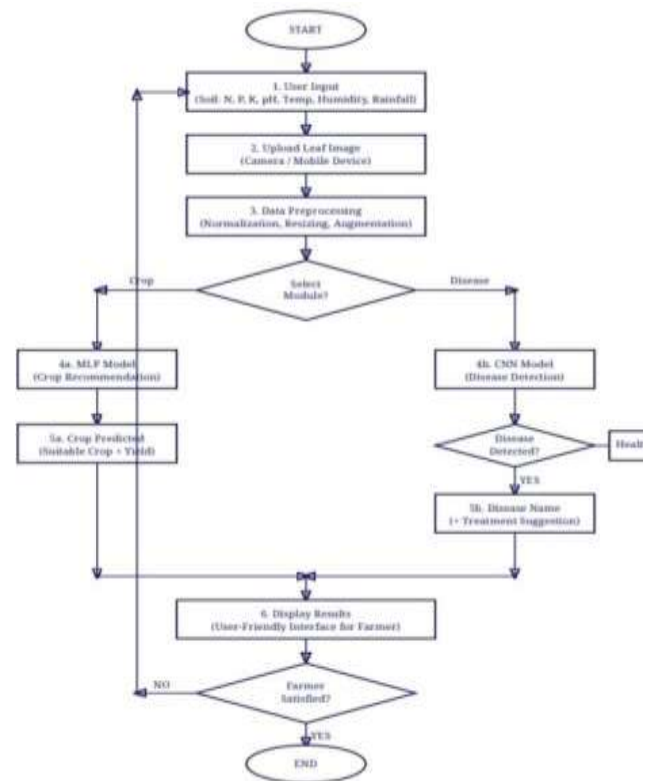 START
1. User Input
(Soil: N, P, K, pH, Temp, Humidity, Rainfall)
2. Upload Leaf Image
(Camera / Mobile Device)
3. Data Preprocessing
(Normalization, Resizing, Augmentation)
Select
Module?
Crop
Disease
4a. MLP Model
(Crop Recommendation)
4b. CNN Model
(Disease Detection)
5a. Crop Predicted
(Suitable Crop + Yield)
Disease
Detected?
Healt
YES
5b. Disease Name
(+ Treatment Suggestion)
6. Display Results
(User-Friendly Interface for Farmer)
Farmer
Satisfied?
NO
YES
END